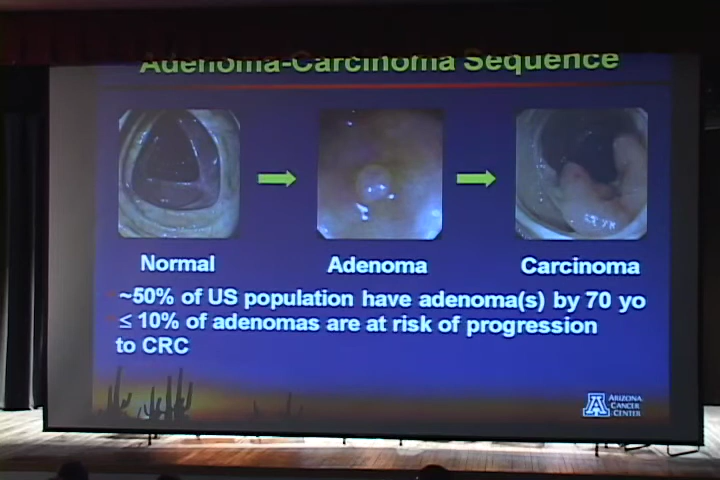 Adenoma-Carcinoma Sequence
Normal
Adenoma
Carcinoma
~50% of US population have adenoma(s) by 70 yo
≤ 10% of adenomas are at risk of progression
to CRC
A
ARIZONA
CANCER
CENTER